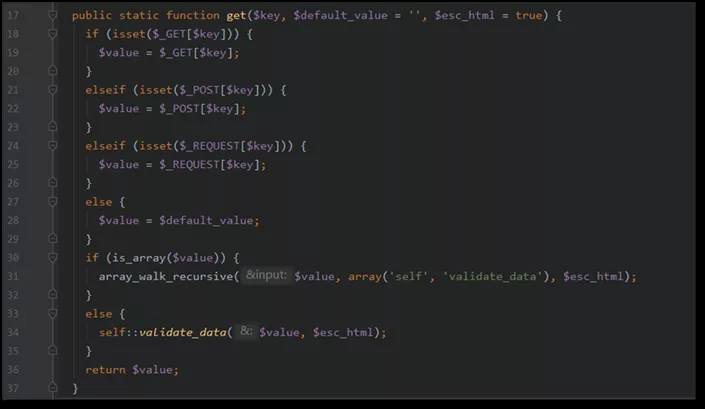 17 public static function get($key, $default_value = '', $esc_html = true) {
18 if (isset($_GET[$key])) {
19 $value = $_GET[$key];
20 }
21 elseif (isset($_POST[$key])) {
22 $value = $_POST[$key];
23 }
24 elseif (isset($_REQUEST[$key])) {
25 $value = $_REQUEST[$key];
26 }
27 else {
28 $value = $default_value;
29 }
30 if (is_array($value)) {
31 array_walk_recursive( &input: $value, array('self', 'validate_data'), $esc_html);
32 }
33 else {
34 self::validate_data( &: $value, $esc_html);
35 }
36 return $value;
37 }